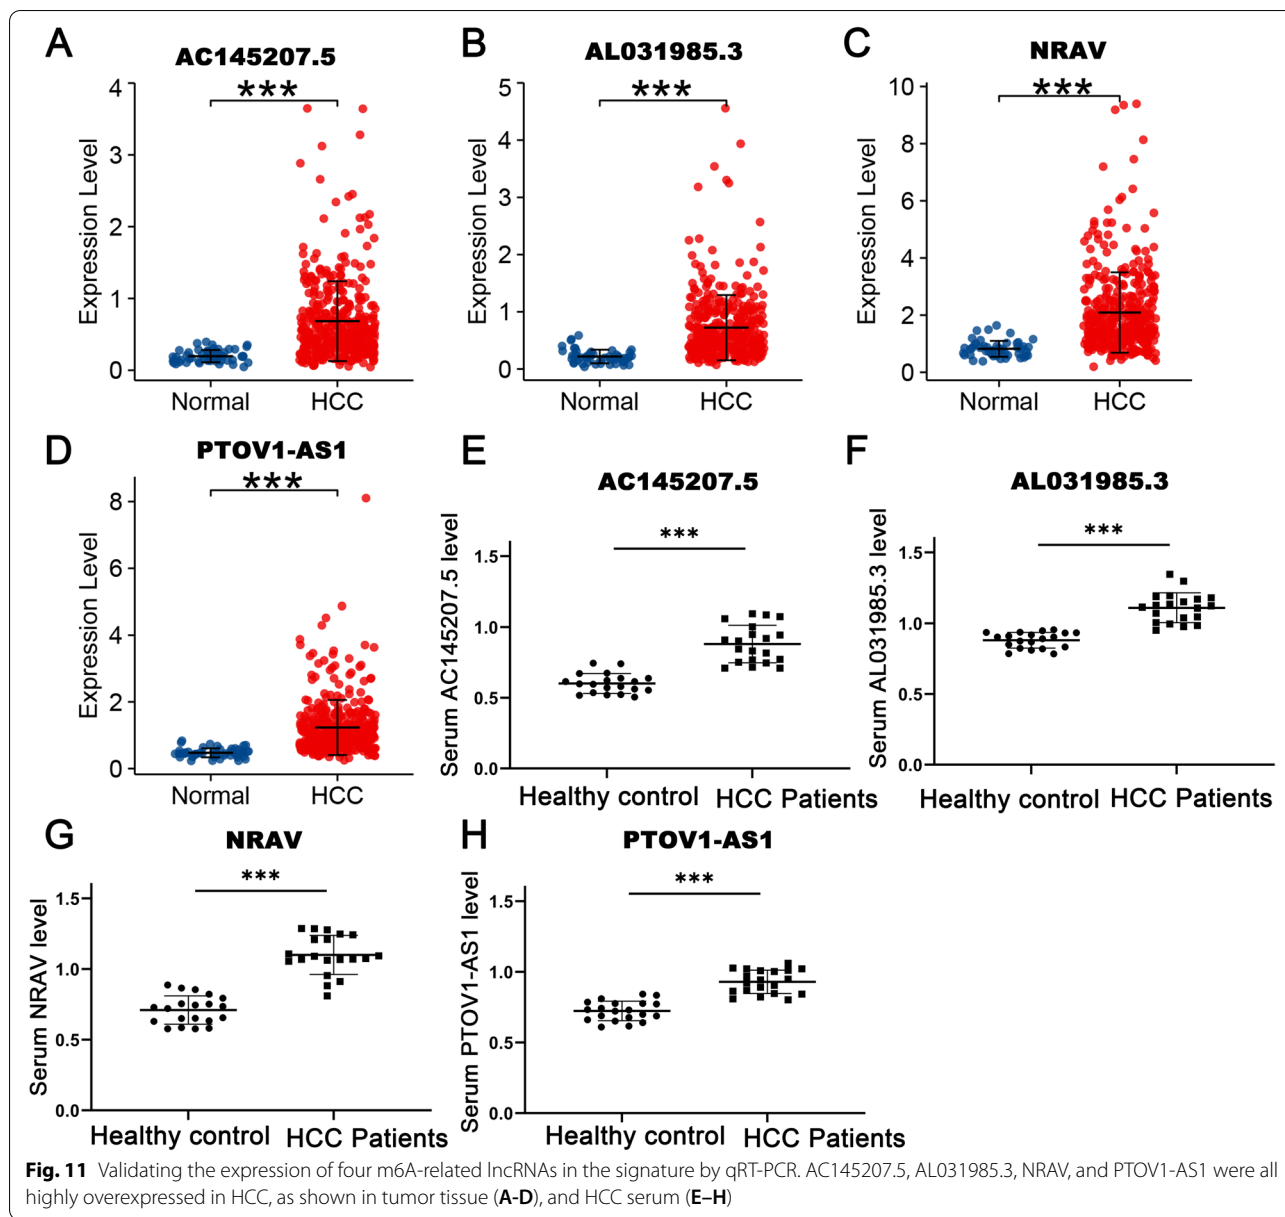 A
AC145207.5
***
Expression Level
4
3
2
1
0
Normal HCC
B
AL031985.3
***
Expression Level
5
4
3
2
1
0
Normal HCC
C
NRAV
***
Expression Level
10
8
6
4
2
0
Normal HCC
D
PTOV1-AS1
***
Expression Level
8
6
4
2
0
Normal HCC
E
AC145207.5
***
Serum AC145207.5 level
1.5
1.0
0.5
0.0
Healthy control HCC Patients
F
AL031985.3
***
Serum AL031985.3 level
1.5
1.0
0.5
0.0
Healthy control HCC Patients
G
NRAV
***
Serum NRAV level
1.5
1.0
0.5
0.0
Healthy control HCC Patients
H
PTOV1-AS1
***
Serum PTOV1-AS1 level
1.5
1.0
0.5
0.0
Healthy control HCC Patients
Fig. 11 Validating the expression of four m6A-related lncRNAs in the signature by qRT-PCR. AC145207.5, AL031985.3, NRAV, and PTOV1-AS1 were all
highly overexpressed in HCC, as shown in tumor tissue (A-D), and HCC serum (E–H)